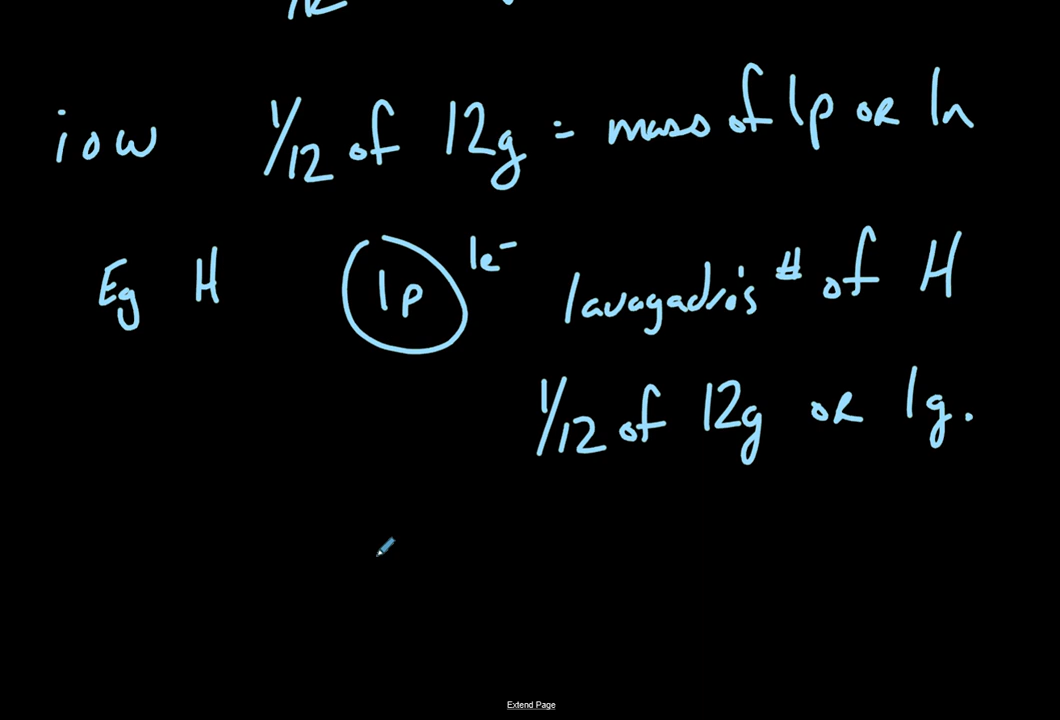 iow 1/12 of 12g = mass of 1p or 1n
Eg H 1p 1e⁻ 1avagadro's # of H
1/12 of 12g or 1g.
Extend Page